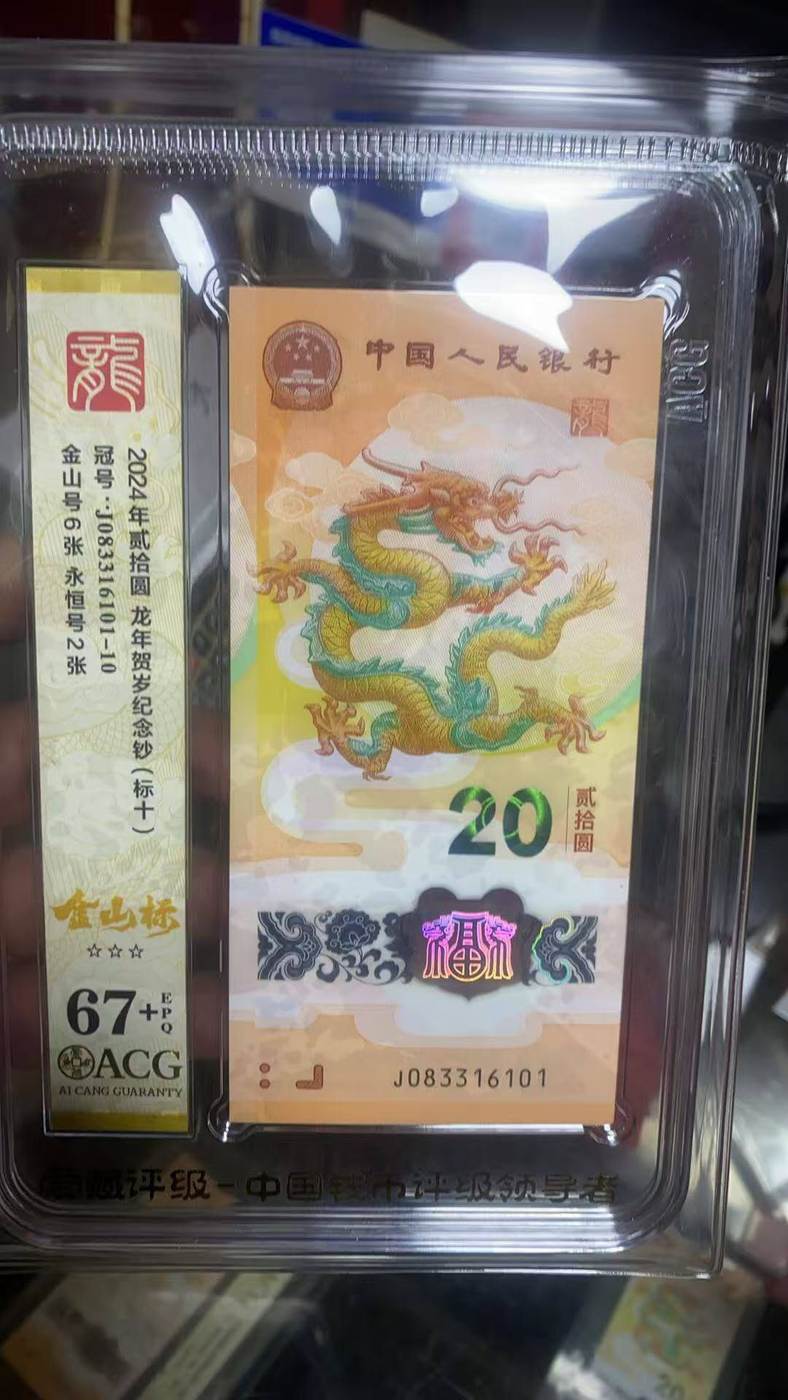 龍
2024年贰拾圆 龙年贺岁纪念钞(标十)
冠号:J083316101-10
金山号6张 永恒号2张
金山标
☆☆☆
67+
EPQ
ACG
AI CANG GUARANTY
中国人民银行
龍
20
贰拾圆
福
J083316101
ACG
评级-中国钱币评级领导者